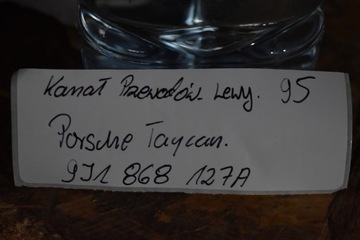 Kanał Przewodów Lewy. 95
Porsche Taycan.
9J1 868 127A